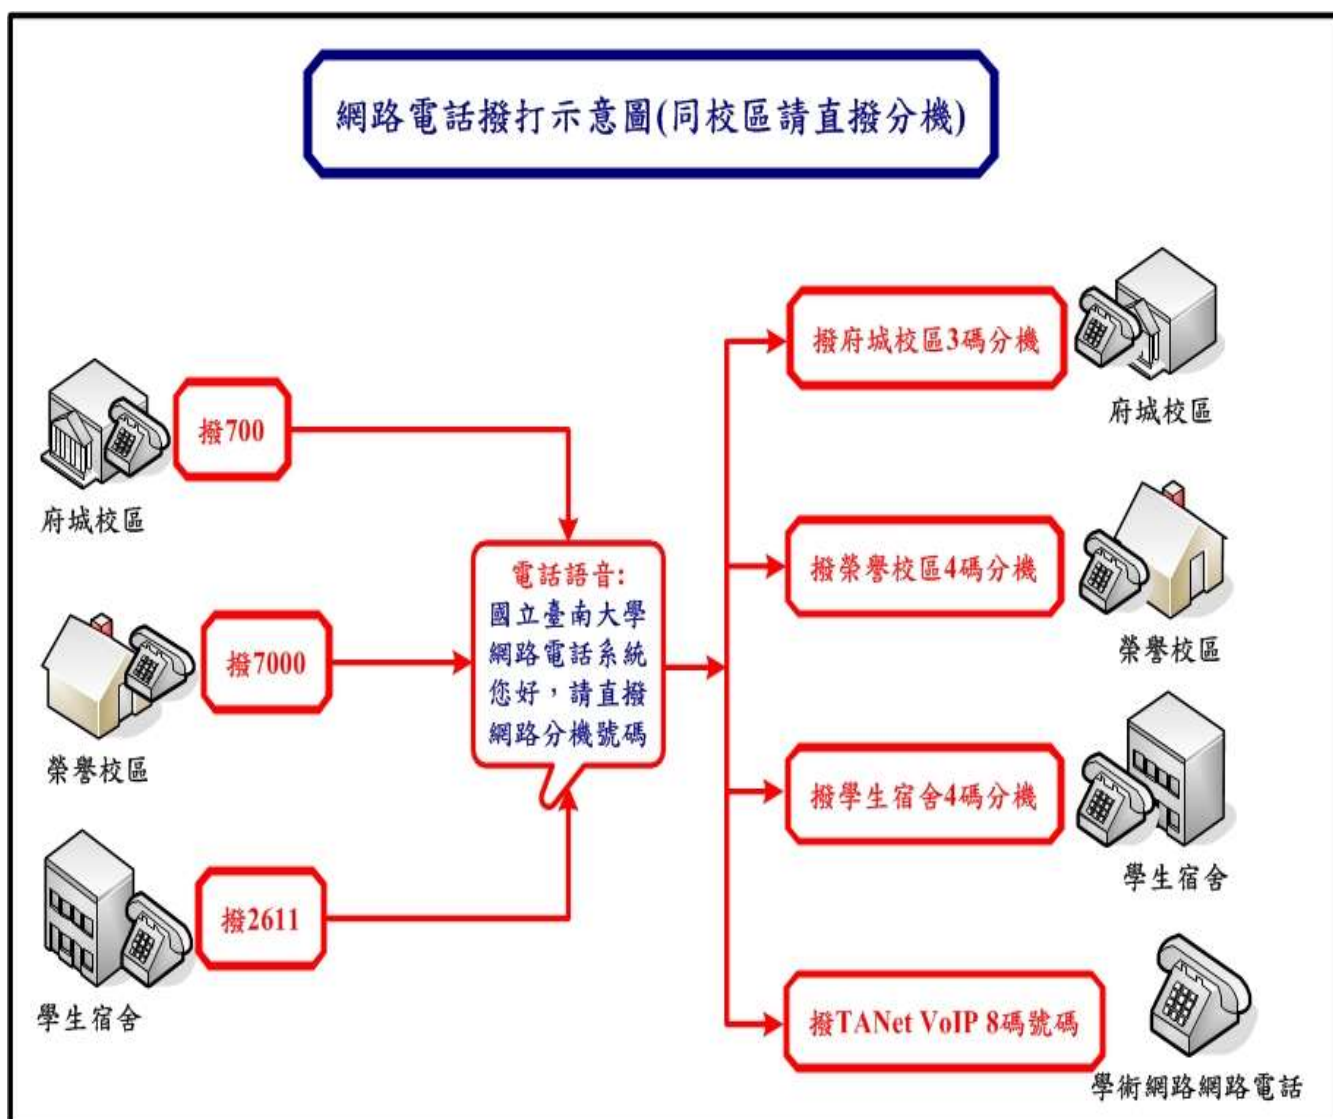 網路電話撥打示意圖(同校區請直撥分機)
撥700
府城校區
撥7000
榮譽校區
撥2611
學生宿舍
電話語音:
國立臺南大學
網路電話系統
您好，請直撥
網路分機號碼
撥府城校區3碼分機
府城校區
撥榮譽校區4碼分機
榮譽校區
撥學生宿舍4碼分機
學生宿舍
撥TANet VoIP 8碼號碼
學術網路網路電話